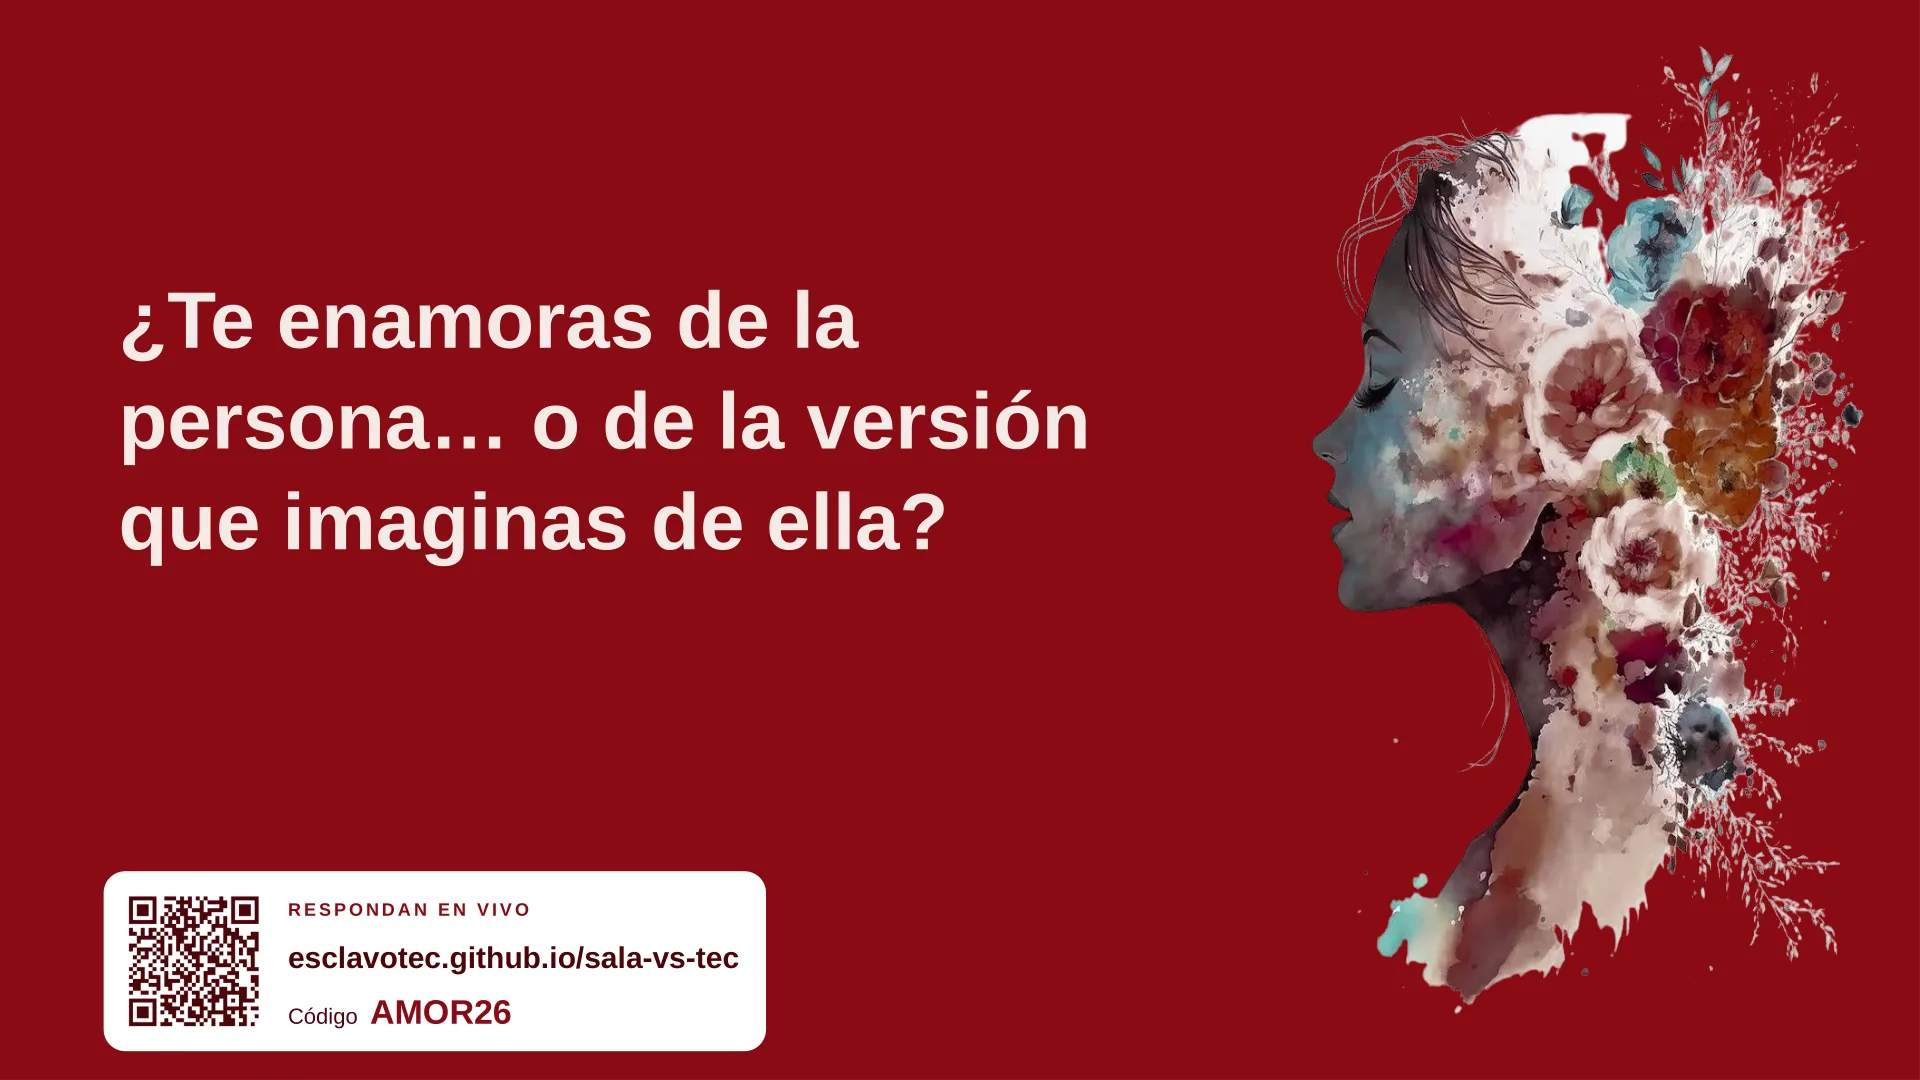 ¿Te enamoras de la
persona… o de la versión
que imaginas de ella?
RESPONDAN EN VIVO
esclavotec.github.io/sala-vs-tec
Código AMOR26